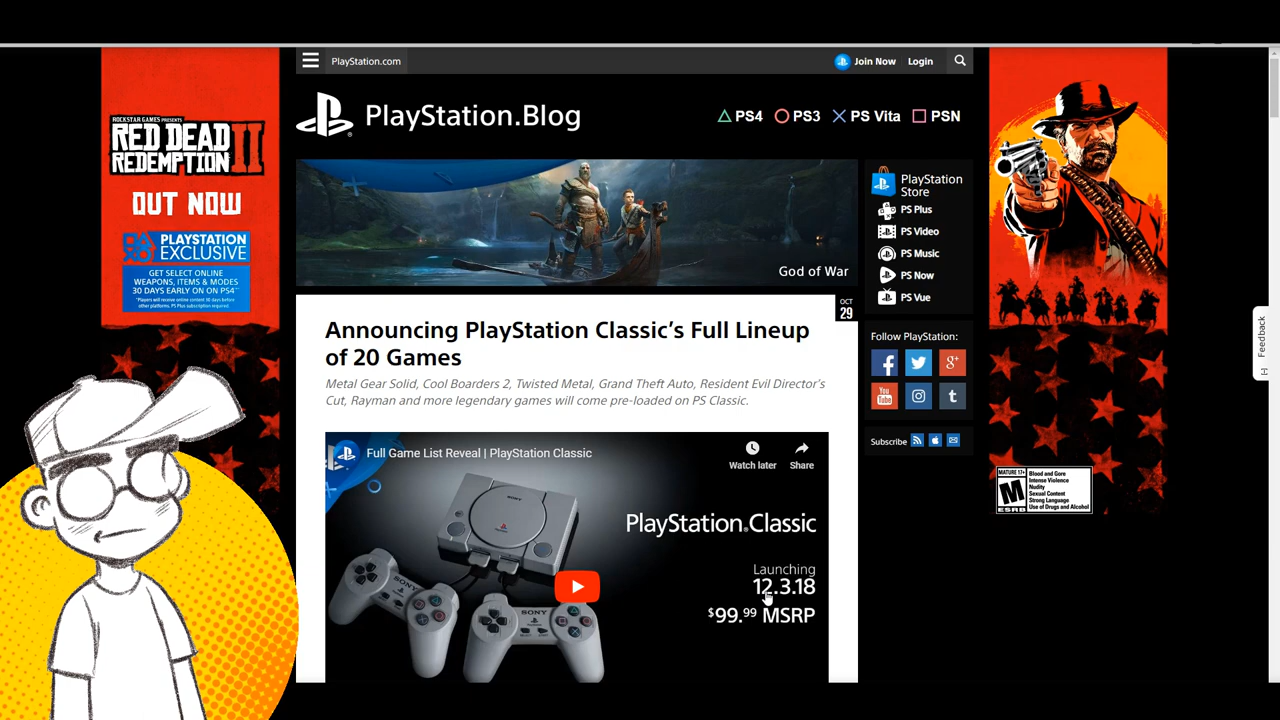 PlayStation.com
Join Now
Login
PlayStation.Blog
PS4
PS3
PS Vita
PSN
ROCKSTAR GAMES PRESENTS
RED DEAD
REDEMPTION II
OUT NOW
PLAYSTATION
EXCLUSIVE
GET SELECT ONLINE
WEAPONS, ITEMS & MODES
30 DAYS EARLY ON PS4
God of War
PlayStation
Store
PS Plus
PS Video
PS Music
PS Now
PS Vue
OCT
29
Announcing PlayStation Classic's Full Lineup
of 20 Games
Metal Gear Solid, Cool Boarders 2, Twisted Metal, Grand Theft Auto, Resident Evil Director's
Cut, Rayman and more legendary games will come pre-loaded on PS Classic.
Follow PlayStation:
You
Tube
Subscribe
Feedback
[-]
Full Game List Reveal | PlayStation Classic
Watch later
Share
SONY
PlayStation.Classic
Launching
12.3.18
$99.99 MSRP
SONY
SONY
MATURE 17+
M
ESRB
Blood and Gore
Intense Violence
Nudity
Sexual Content
Strong Language
Use of Drugs and Alcohol